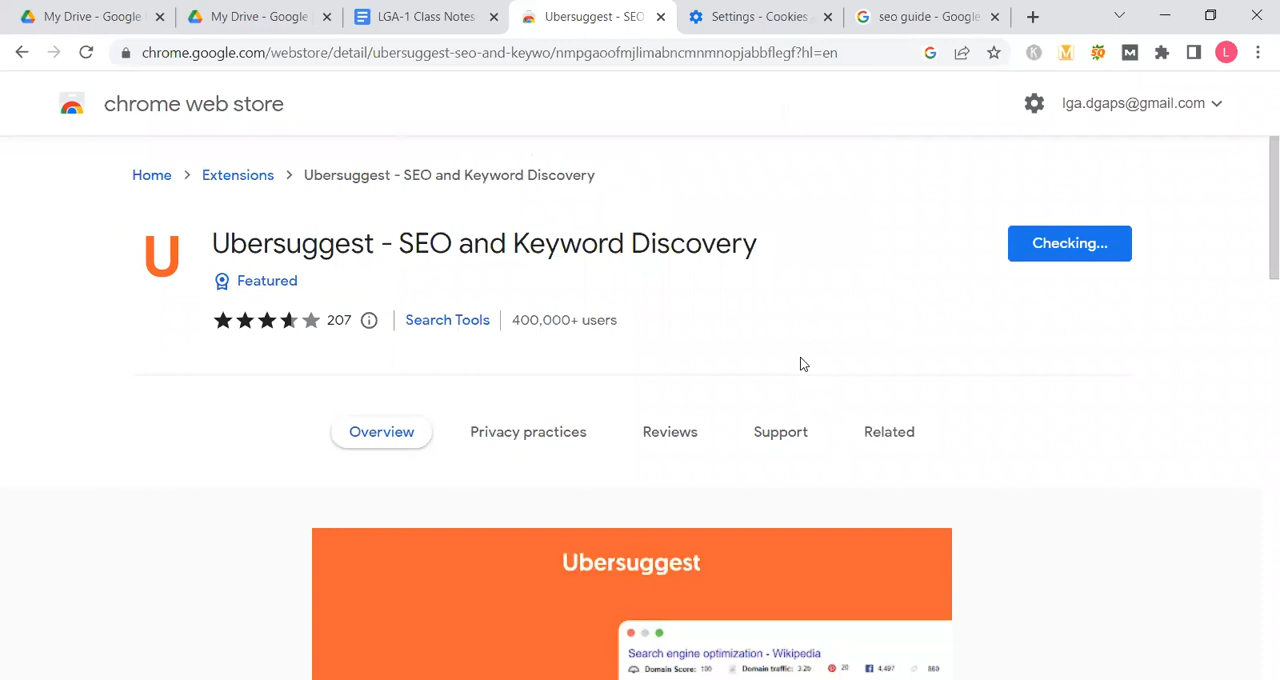 My Drive - Google
My Drive - Google
LGA-1 Class Notes
Ubersuggest - SEO
Settings - Cookies
seo guide - Google
chrome.google.com/webstore/detail/ubersuggest-seo-and-keywo/nmpgaoofmjlimabncmnmnopjabbflegf?hl=en
L
chrome web store
lga.dgaps@gmail.com
Home > Extensions > Ubersuggest - SEO and Keyword Discovery
U
Ubersuggest - SEO and Keyword Discovery
Checking...
Featured
207
Search Tools
400,000+ users
Overview
Privacy practices
Reviews
Support
Related
Ubersuggest
Search engine optimization - Wikipedia
Domain Score: 100
Domain traffic: 3.2b
20
4,497
860